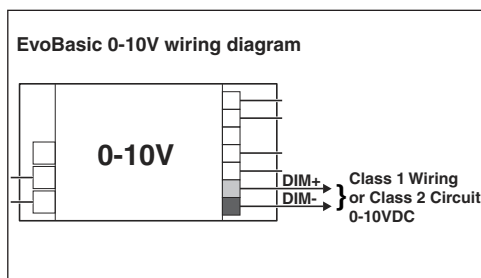 EvoBasic 0-10V wiring diagram
0-10V
DIM+
DIM-
Class 1 Wiring
or Class 2 Circuit
0-10VDC